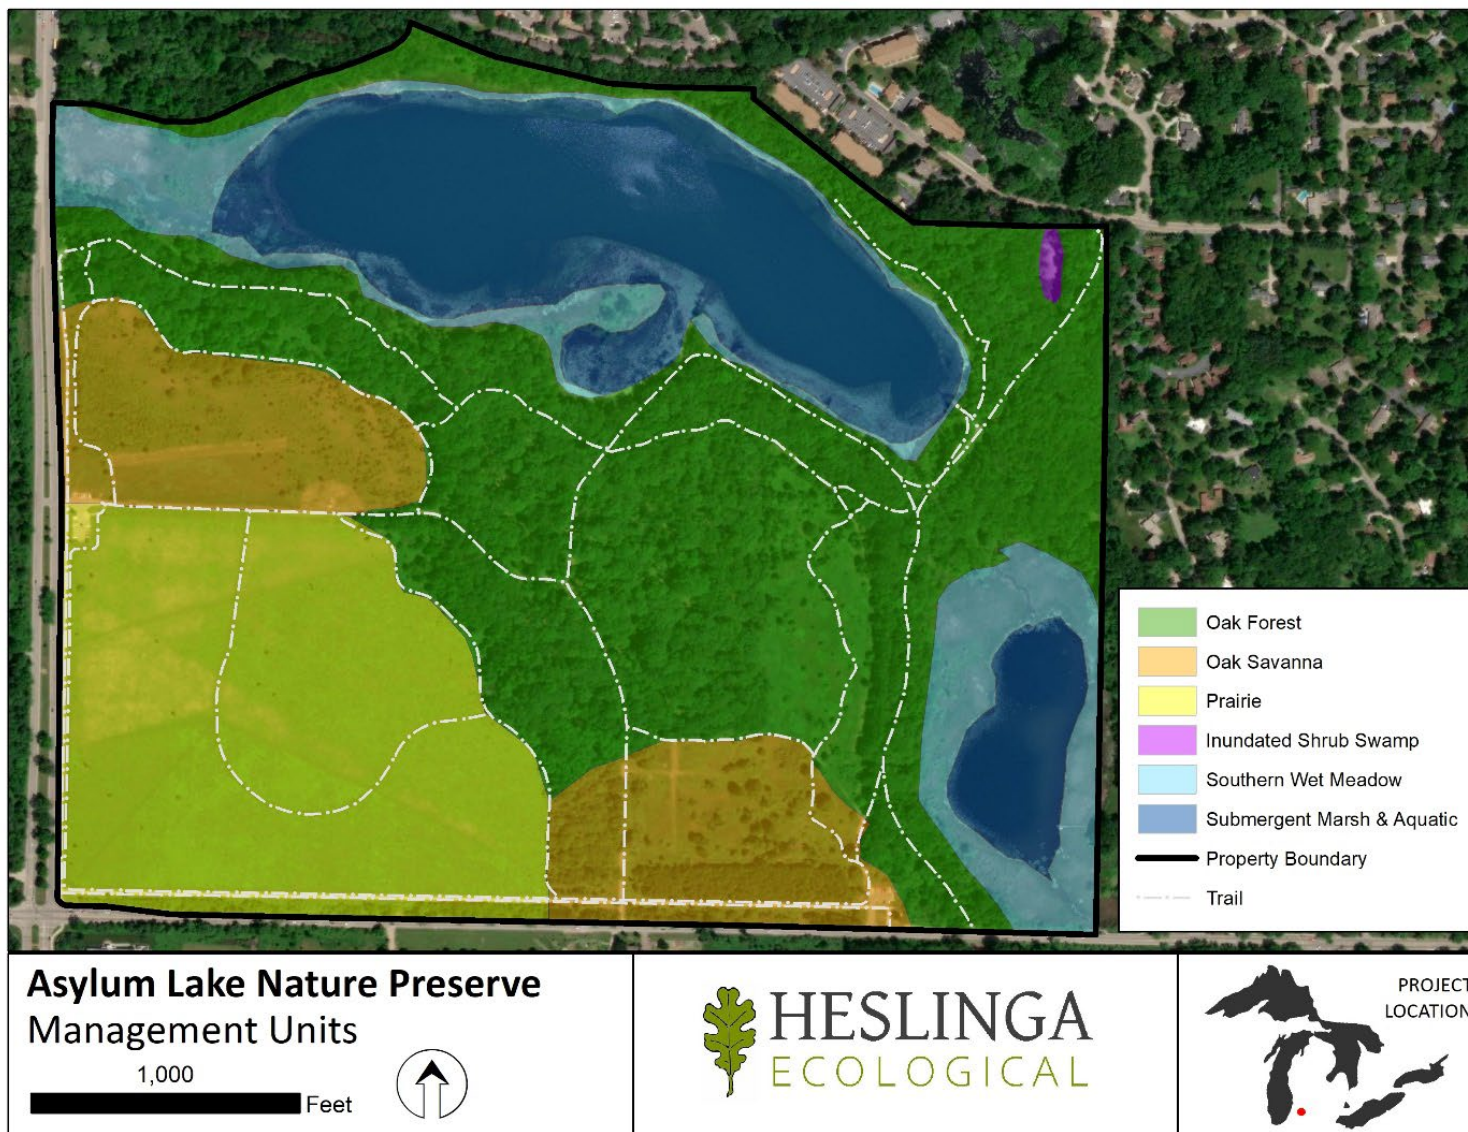 Oak Forest
Oak Savanna
Prairie
Inundated Shrub Swamp
Southern Wet Meadow
Submergent Marsh & Aquatic
Property Boundary
Trail
Asylum Lake Nature Preserve
Management Units
1,000
Feet
HESLINGA
ECOLOGICAL
PROJECT
LOCATION